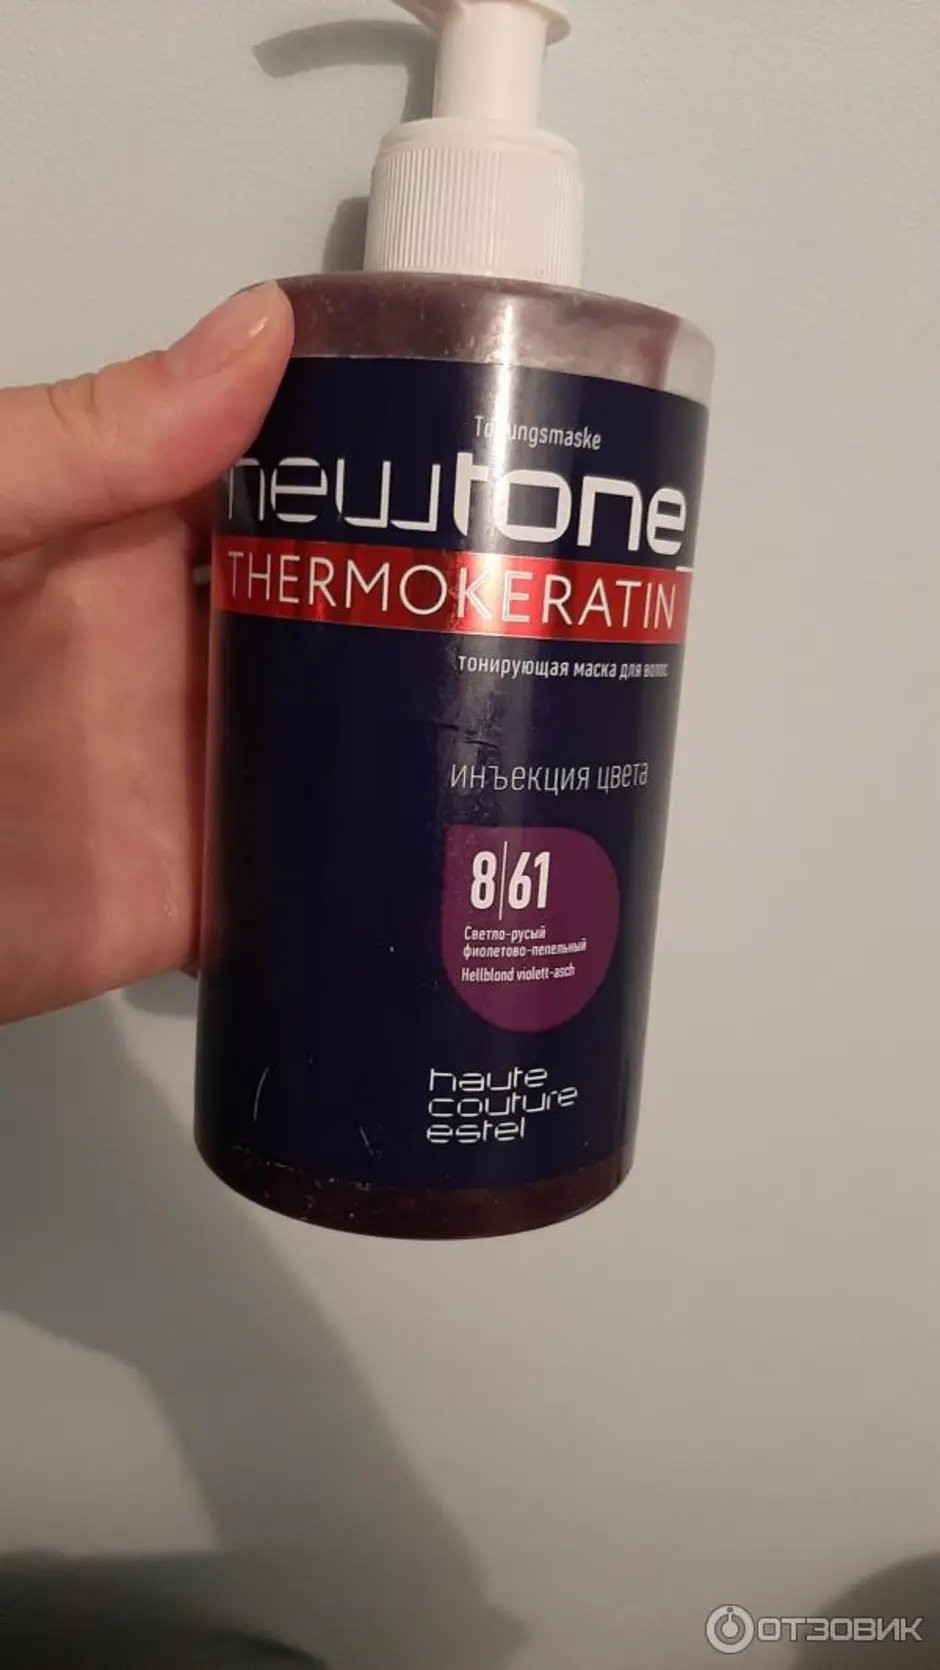 newtone
THERMOKERATIN
тонирующая маска для волос
инъекция цвета
8|61
Светло-русый
фиолетово-пепельный
Hellblond violett-asch
haute
couture
estel
ОТЗОВИК